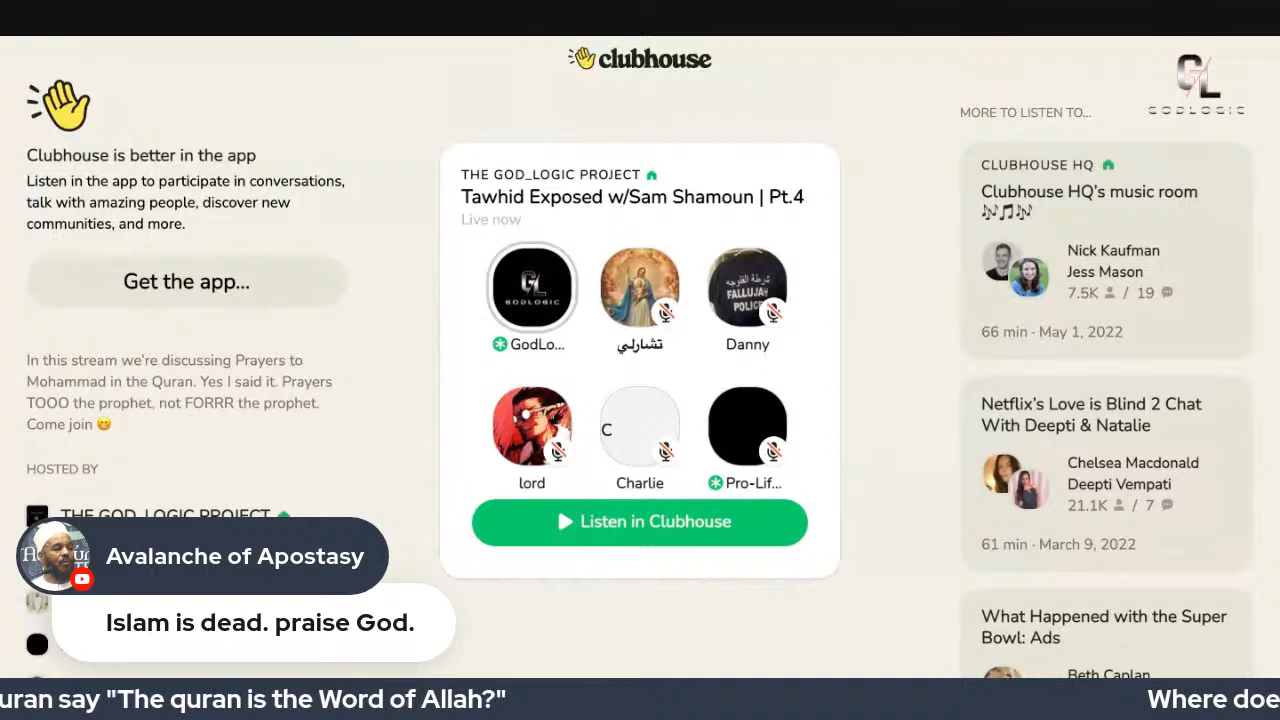 clubhouse
GL
GODLOGIC
Clubhouse is better in the app
Listen in the app to participate in conversations,
talk with amazing people, discover new
communities, and more.
Get the app...
In this stream we're discussing Prayers to
Mohammad in the Quran. Yes I said it. Prayers
TOOO the prophet, not FORRR the prophet.
Come join 🤭
HOSTED BY
THE GOD_LOGIC PROJECT
THE GOD_LOGIC PROJECT
Tawhid Exposed w/Sam Shamoun | Pt.4
Live now
GL
GODLOGIC
شرطة الفلوجه
FALLUJAH
POLICE
GodLo...
تشارلي
Danny
C
lord
Charlie
Pro-Lif...
Listen in Clubhouse
MORE TO LISTEN TO...
CLUBHOUSE HQ
Clubhouse HQ's music room
🎶🎵🎶
Nick Kaufman
Jess Mason
7.5K / 19
66 min · May 1, 2022
Netflix's Love is Blind 2 Chat
With Deepti & Natalie
Chelsea Macdonald
Deepti Vempati
21.1K / 7
61 min · March 9, 2022
What Happened with the Super
Bowl: Ads
Beth Caplan
Avalanche of Apostasy
Islam is dead. praise God.
uran say "The quran is the Word of Allah?"
Where doe